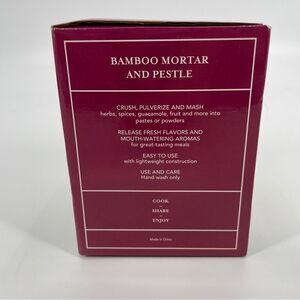 BAMBOO MORTAR
AND PESTLE
CRUSH, PULVERIZE AND MASH
herbs, spices, guacamole, fruit and more into
pastes or powders
RELEASE FRESH FLAVORS AND
MOUTH-WATERING AROMAS
for great-tasting meals
EASY TO USE
with lightweight construction
USE AND CARE
Hand wash only
COOK
–
SHARE
–
ENJOY
Made in China